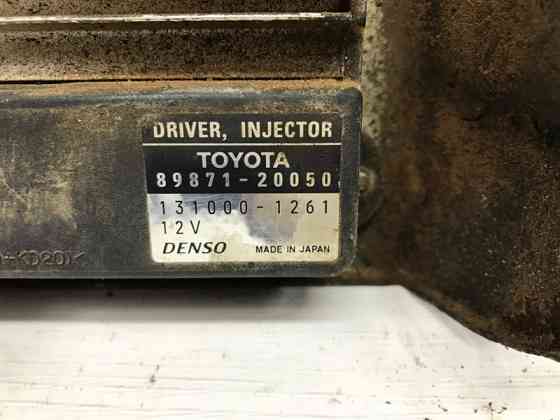 DRIVER, INJECTOR
TOYOTA
89871-20050
131000-1261
12V
DENSO MADE IN JAPAN